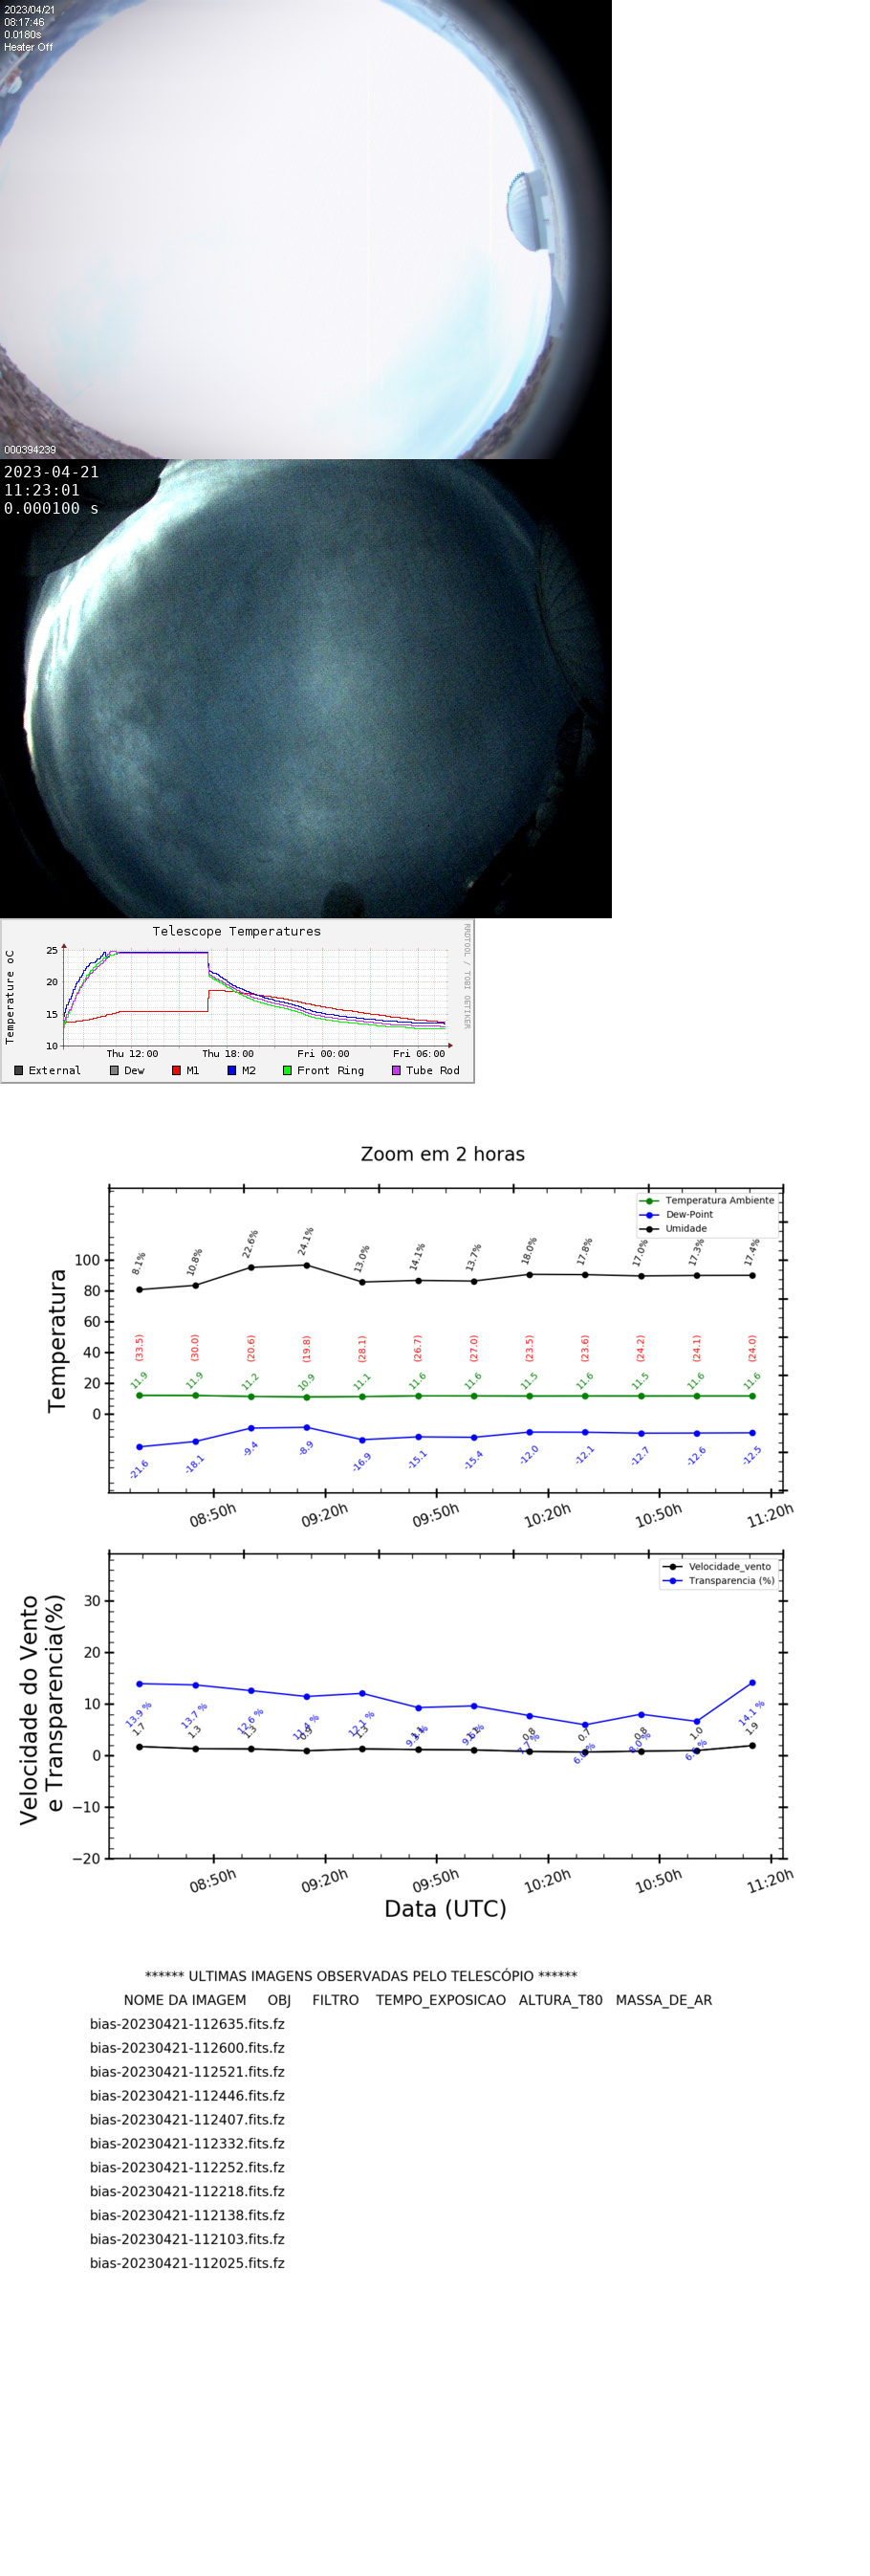 2023/04/21
08:17:46
0.0180s
Heater Off
000394239
2023-04-21
11:23:01
0.000100 s
Telescope Temperatures
RRDTOOL / TOBI OETIKER
Temperature oC
25
20
15
10
Thu 12:00 Thu 18:00 Fri 00:00 Fri 06:00
External Dew M1 M2 Front Ring Tube Rod
Zoom em 2 horas
Temperatura Ambiente
Dew-Point
Umidade
Temperatura
100
80
60
40
20
0
8.1% 10.8% 22.6% 24.1% 13.0% 14.1% 13.7% 18.0% 17.8% 17.0% 17.3% 17.4%
(33.5) (30.0) (20.6) (19.8) (28.1) (26.7) (27.0) (23.5) (23.6) (24.2) (24.1) (24.0)
11.9 11.9 11.2 10.9 11.1 11.6 11.6 11.5 11.6 11.5 11.6 11.6
-21.6 -18.1 -9.4 -8.9 -16.9 -15.1 -15.4 -12.0 -12.1 -12.7 -12.6 -12.5
08:50h 09:20h 09:50h 10:20h 10:50h 11:20h
Velocidade_vento
Transparencia (%)
Velocidade do Vento
e Transparencia(%)
30
20
10
0
−10
−20
13.9 % 13.7 % 12.6 % 12.1 % 14.1 %
1.7 1.3 1.3 0.9 1.3 0.8 0.7 0.8 1.0 1.9
08:50h 09:20h 09:50h 10:20h 10:50h 11:20h
Data (UTC)
****** ULTIMAS IMAGENS OBSERVADAS PELO TELESCÓPIO ******
NOME DA IMAGEM OBJ FILTRO TEMPO_EXPOSICAO ALTURA_T80 MASSA_DE_AR
bias-20230421-112635.fits.fz
bias-20230421-112600.fits.fz
bias-20230421-112521.fits.fz
bias-20230421-112446.fits.fz
bias-20230421-112407.fits.fz
bias-20230421-112332.fits.fz
bias-20230421-112252.fits.fz
bias-20230421-112218.fits.fz
bias-20230421-112138.fits.fz
bias-20230421-112103.fits.fz
bias-20230421-112025.fits.fz